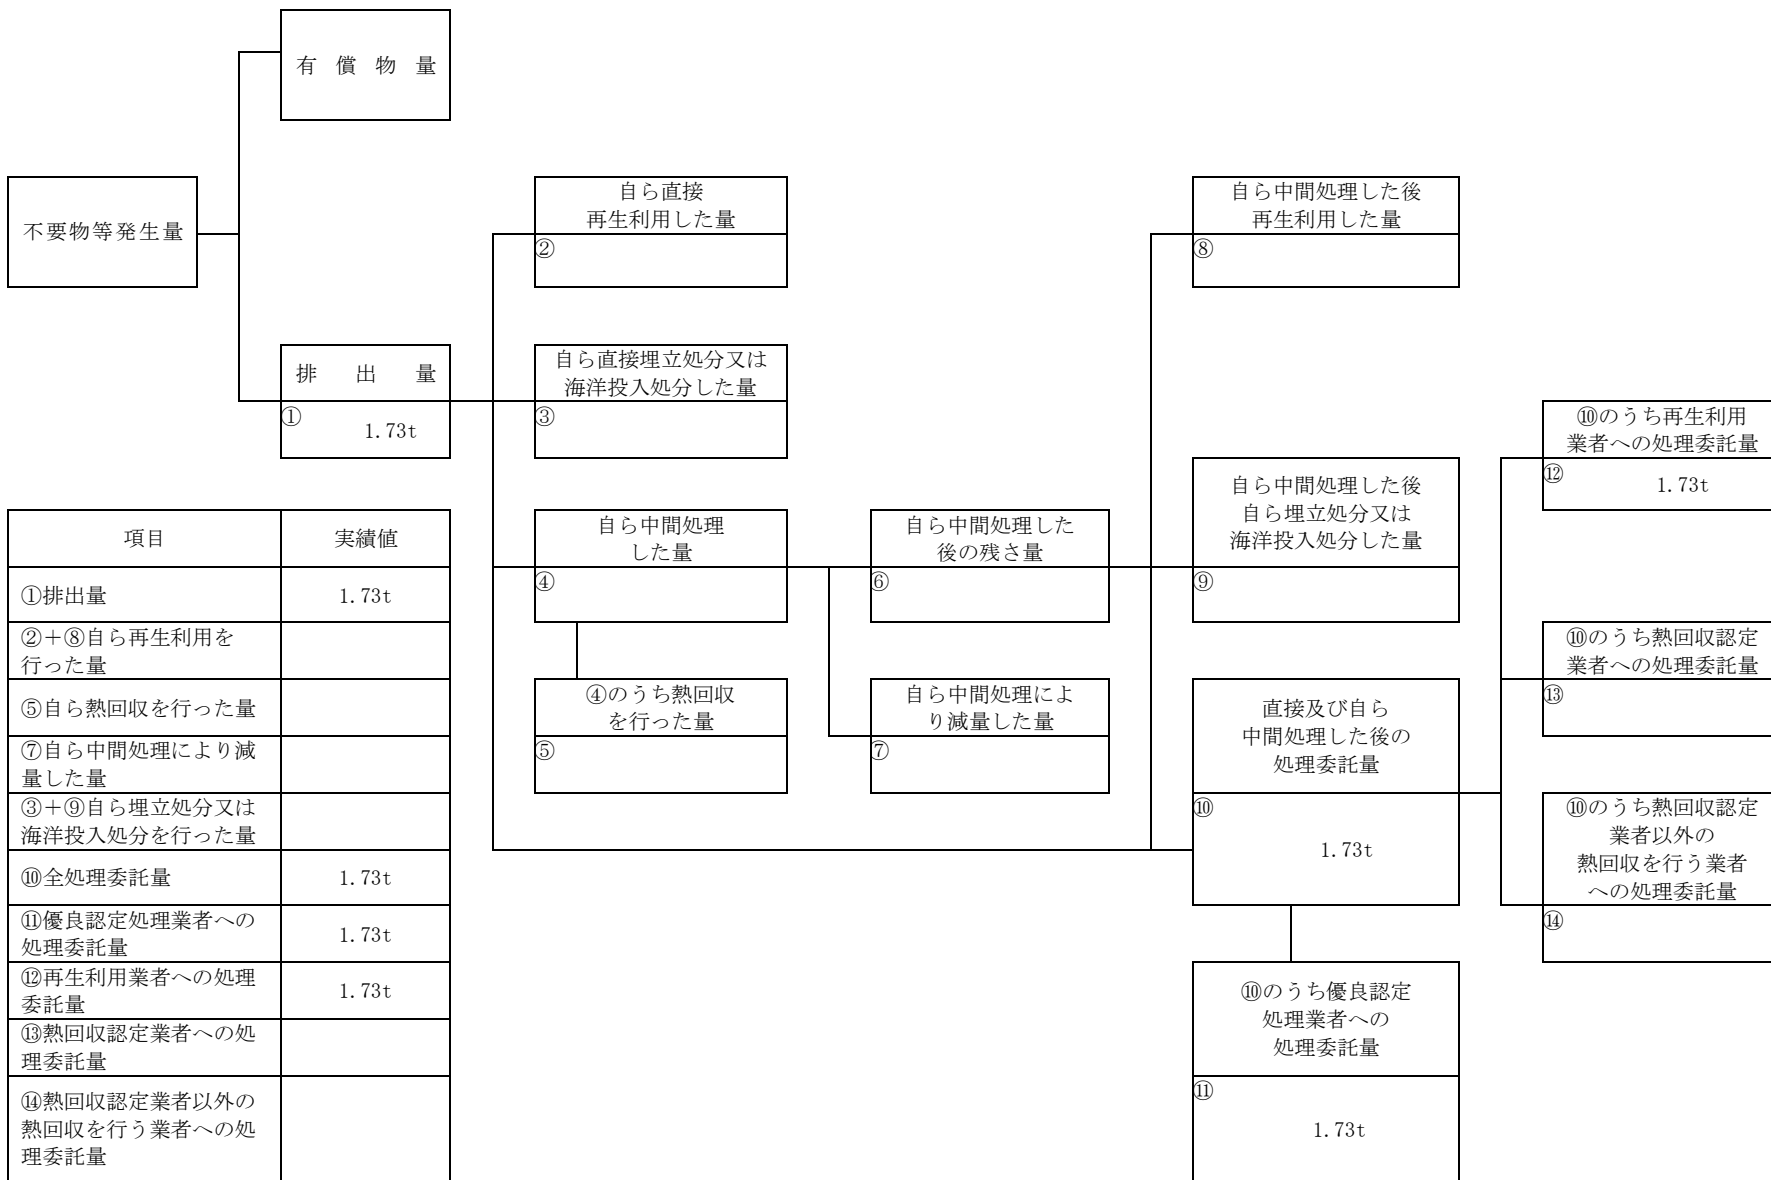 有償物量
不要物等発生量
排出量
①
1.73t
自ら直接
再生利用した量
②
自ら直接埋立処分又は
海洋投入処分した量
③
自ら中間処理
した量
④
④のうち熱回収
を行った量
⑤
自ら中間処理した
後の残さ量
⑥
自ら中間処理によ
り減量した量
⑦
自ら中間処理した後
再生利用した量
⑧
自ら中間処理した後
自ら埋立処分又は
海洋投入処分した量
⑨
直接及び自ら
中間処理した後の
処理委託量
⑩
1.73t
⑩のうち優良認定
処理業者への
処理委託量
⑪
1.73t
⑩のうち再生利用
業者への処理委託量
⑫
1.73t
⑩のうち熱回収認定
業者への処理委託量
⑬
⑩のうち熱回収認定
業者以外の
熱回収を行う業者
への処理委託量
⑭
項目 実績値
①排出量 1.73t
②+⑧自ら再生利用を
行った量
⑤自ら熱回収を行った量
⑦自ら中間処理により減
量した量
③+⑨自ら埋立処分又は
海洋投入処分を行った量
⑩全処理委託量 1.73t
⑪優良認定処理業者への
処理委託量 1.73t
⑫再生利用業者への処理
委託量 1.73t
⑬熱回収認定業者への処
理委託量
⑭熱回収認定業者以外の
熱回収を行う業者への処
理委託量